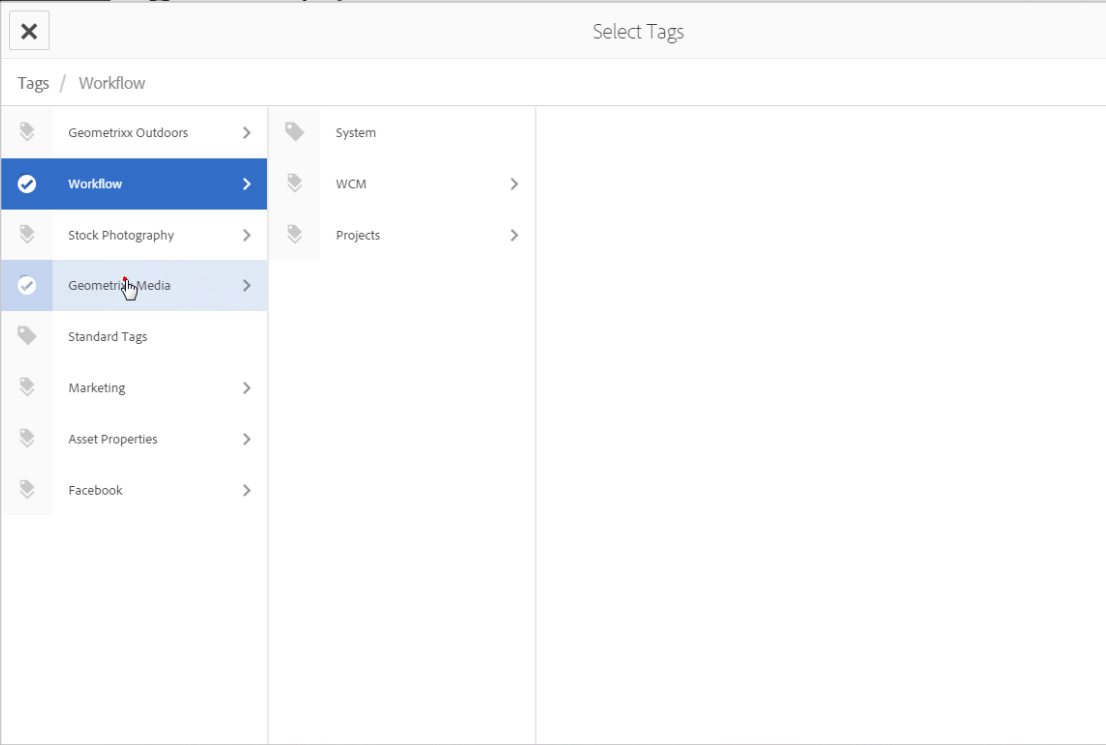 Select Tags
Tags / Workflow
Geometrixx Outdoors
Workflow
Stock Photography
Geometrixx Media
Standard Tags
Marketing
Asset Properties
Facebook
System
WCM
Projects